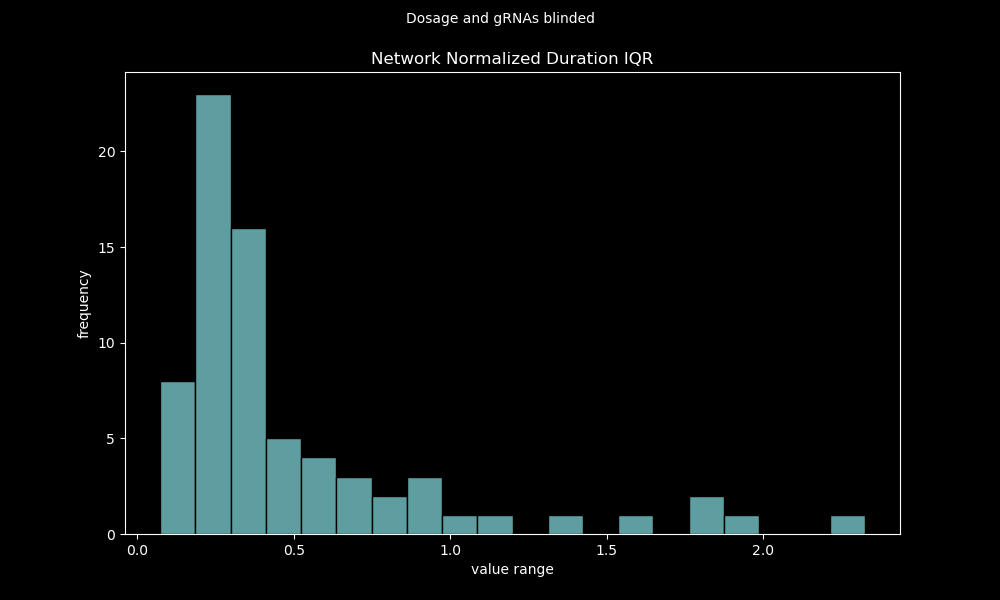 Dosage and gRNAs blinded
Network Normalized Duration IQR
20
15
10
5
0
frequency
0.0 0.5 1.0 1.5 2.0
value range